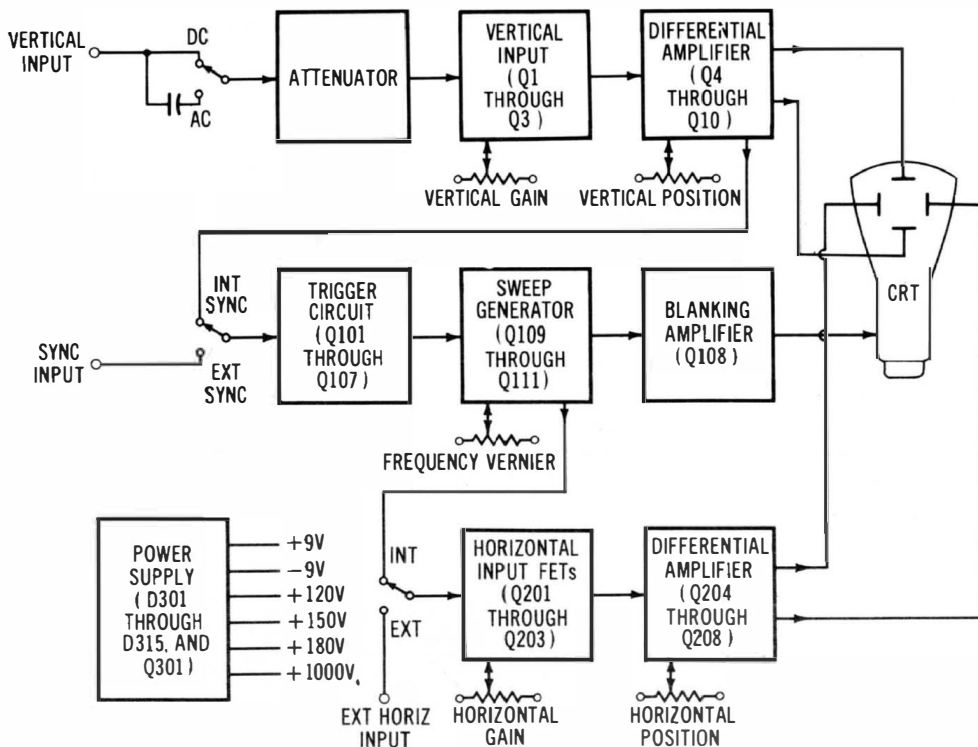 VERTICAL
INPUT
DC
AC
ATTENUATOR
VERTICAL
INPUT
(Q1
THROUGH
Q3)
VERTICAL GAIN
DIFFERENTIAL
AMPLIFIER
(Q4
THROUGH
Q10)
VERTICAL POSITION
CRT
INT
SYNC
SYNC
INPUT
EXT
SYNC
TRIGGER
CIRCUIT
(Q101
THROUGH
Q107)
SWEEP
GENERATOR
(Q109
THROUGH
Q111)
FREQUENCY VERNIER
BLANKING
AMPLIFIER
(Q108)
POWER
SUPPLY
(D301
THROUGH
D315, AND
Q301)
+9V
-9V
+120V
+150V
+180V
+1000V
INT
EXT
EXT HORIZ
INPUT
HORIZONTAL
INPUT FETs
(Q201
THROUGH
Q203)
HORIZONTAL
GAIN
DIFFERENTIAL
AMPLIFIER
(Q204
THROUGH
Q208)
HORIZONTAL
POSITION